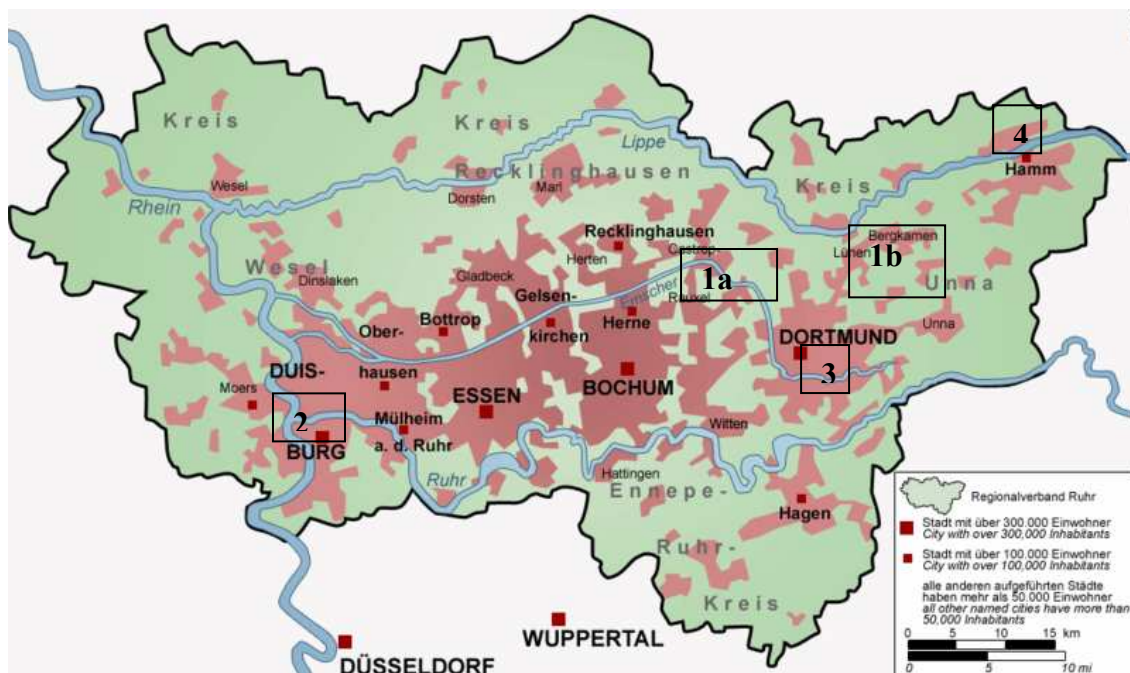 Kreis
Kreis
Recklinghausen
Lippe
4
Hamm
Kreis
Wesel
Rhein
Dorsten
Marl
Recklinghausen
Herten
Castrop-
Rauxel
1a
Bergkamen
Lünen
1b
Unna
Wesel
Dinslaken
Gladbeck
Gelsen-
kirchen
Emscher
Herne
Bottrop
Ober-
hausen
Unna
DORTMUND
3
DUIS-
BURG
Moers
2
ESSEN
BOCHUM
Mülheim
a. d. Ruhr
Witten
Ruhr
Hattingen
Ennepe-
Ruhr-
Kreis
Hagen
WUPPERTAL
DÜSSELDORF
Regionalverband Ruhr
Stadt mit über 300.000 Einwohner
City with over 300,000 Inhabitants
Stadt mit über 100.000 Einwohner
City with over 100,000 Inhabitants
alle anderen aufgeführten Städte
haben mehr als 50.000 Einwohner
all other named cities have more than
50,000 Inhabitants
0 5 10 15 km
0 5 10 mi